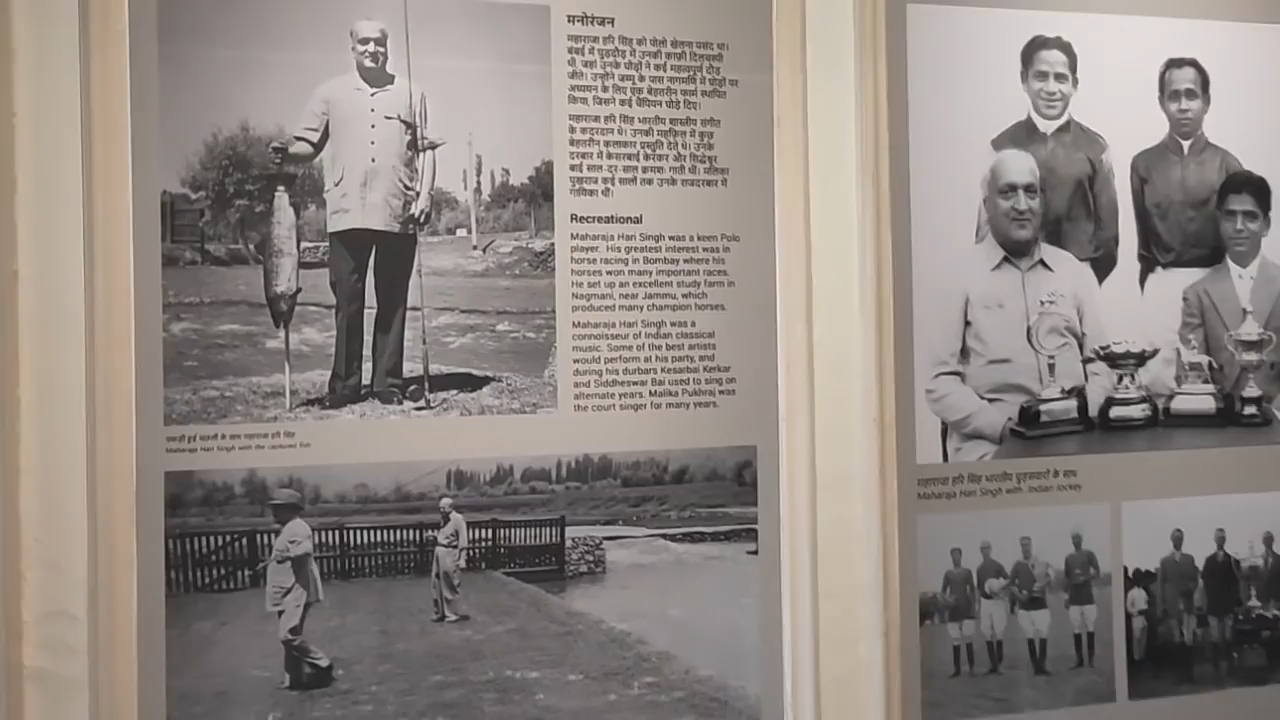 मनोरंजन
महाराजा हरि सिंह को पोलो खेलना पसंद था।
बंबई में घुड़दौड़ में उनकी काफ़ी दिलचस्पी
थी, जहां उनके घोड़ों ने कई महत्वपूर्ण दौड़
जीते। उन्होंने जम्मू के पास नागमणि में घोड़ों पर
अध्ययन के लिए एक बेहतरीन फार्म स्थापित
किया, जिसने कई चैंपियन घोड़े दिए।
महाराजा हरि सिंह भारतीय शास्त्रीय संगीत
के कदरदान थे। उनकी महफ़िल में कुछ
बेहतरीन कलाकार प्रस्तुति देते थे। उनके
दरबार में केसरबाई केरकर और सिद्धेश्वर
बाई साल-दर-साल क्रमशः गाती थीं। मलिका
पुखराज कई सालों तक उनके राजदरबार में
गायिका थीं।
Recreational
Maharaja Hari Singh was a keen Polo
player. His greatest interest was in
horse racing in Bombay where his
horses won many important races.
He set up an excellent study farm in
Nagmani, near Jammu, which
produced many champion horses.
Maharaja Hari Singh was a
connoisseur of Indian classical
music. Some of the best artists
would perform at his party, and
during his durbars Kesarbai Kerkar
and Siddheswar Bai used to sing on
alternate years. Malika Pukhraj was
the court singer for many years.
पकड़ी हुई मछली के साथ महाराजा हरि सिंह
Maharaja Hari Singh with the captured fish
महाराजा हरि सिंह भारतीय घुड़सवारों के साथ
Maharaja Hari Singh with Indian Jockey